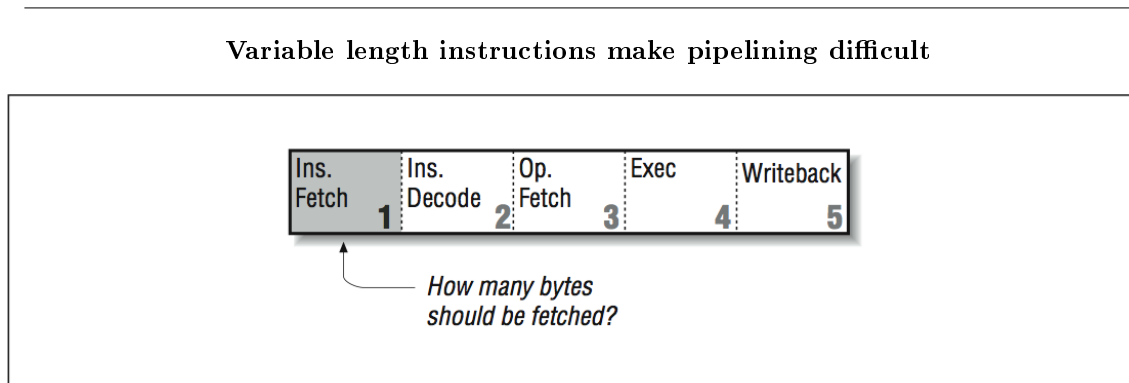 Variable length instructions make pipelining difficult
Ins.
Fetch
1
Ins.
Decode
2
Op.
Fetch
3
Exec
4
Writeback
5
How many bytes
should be fetched?